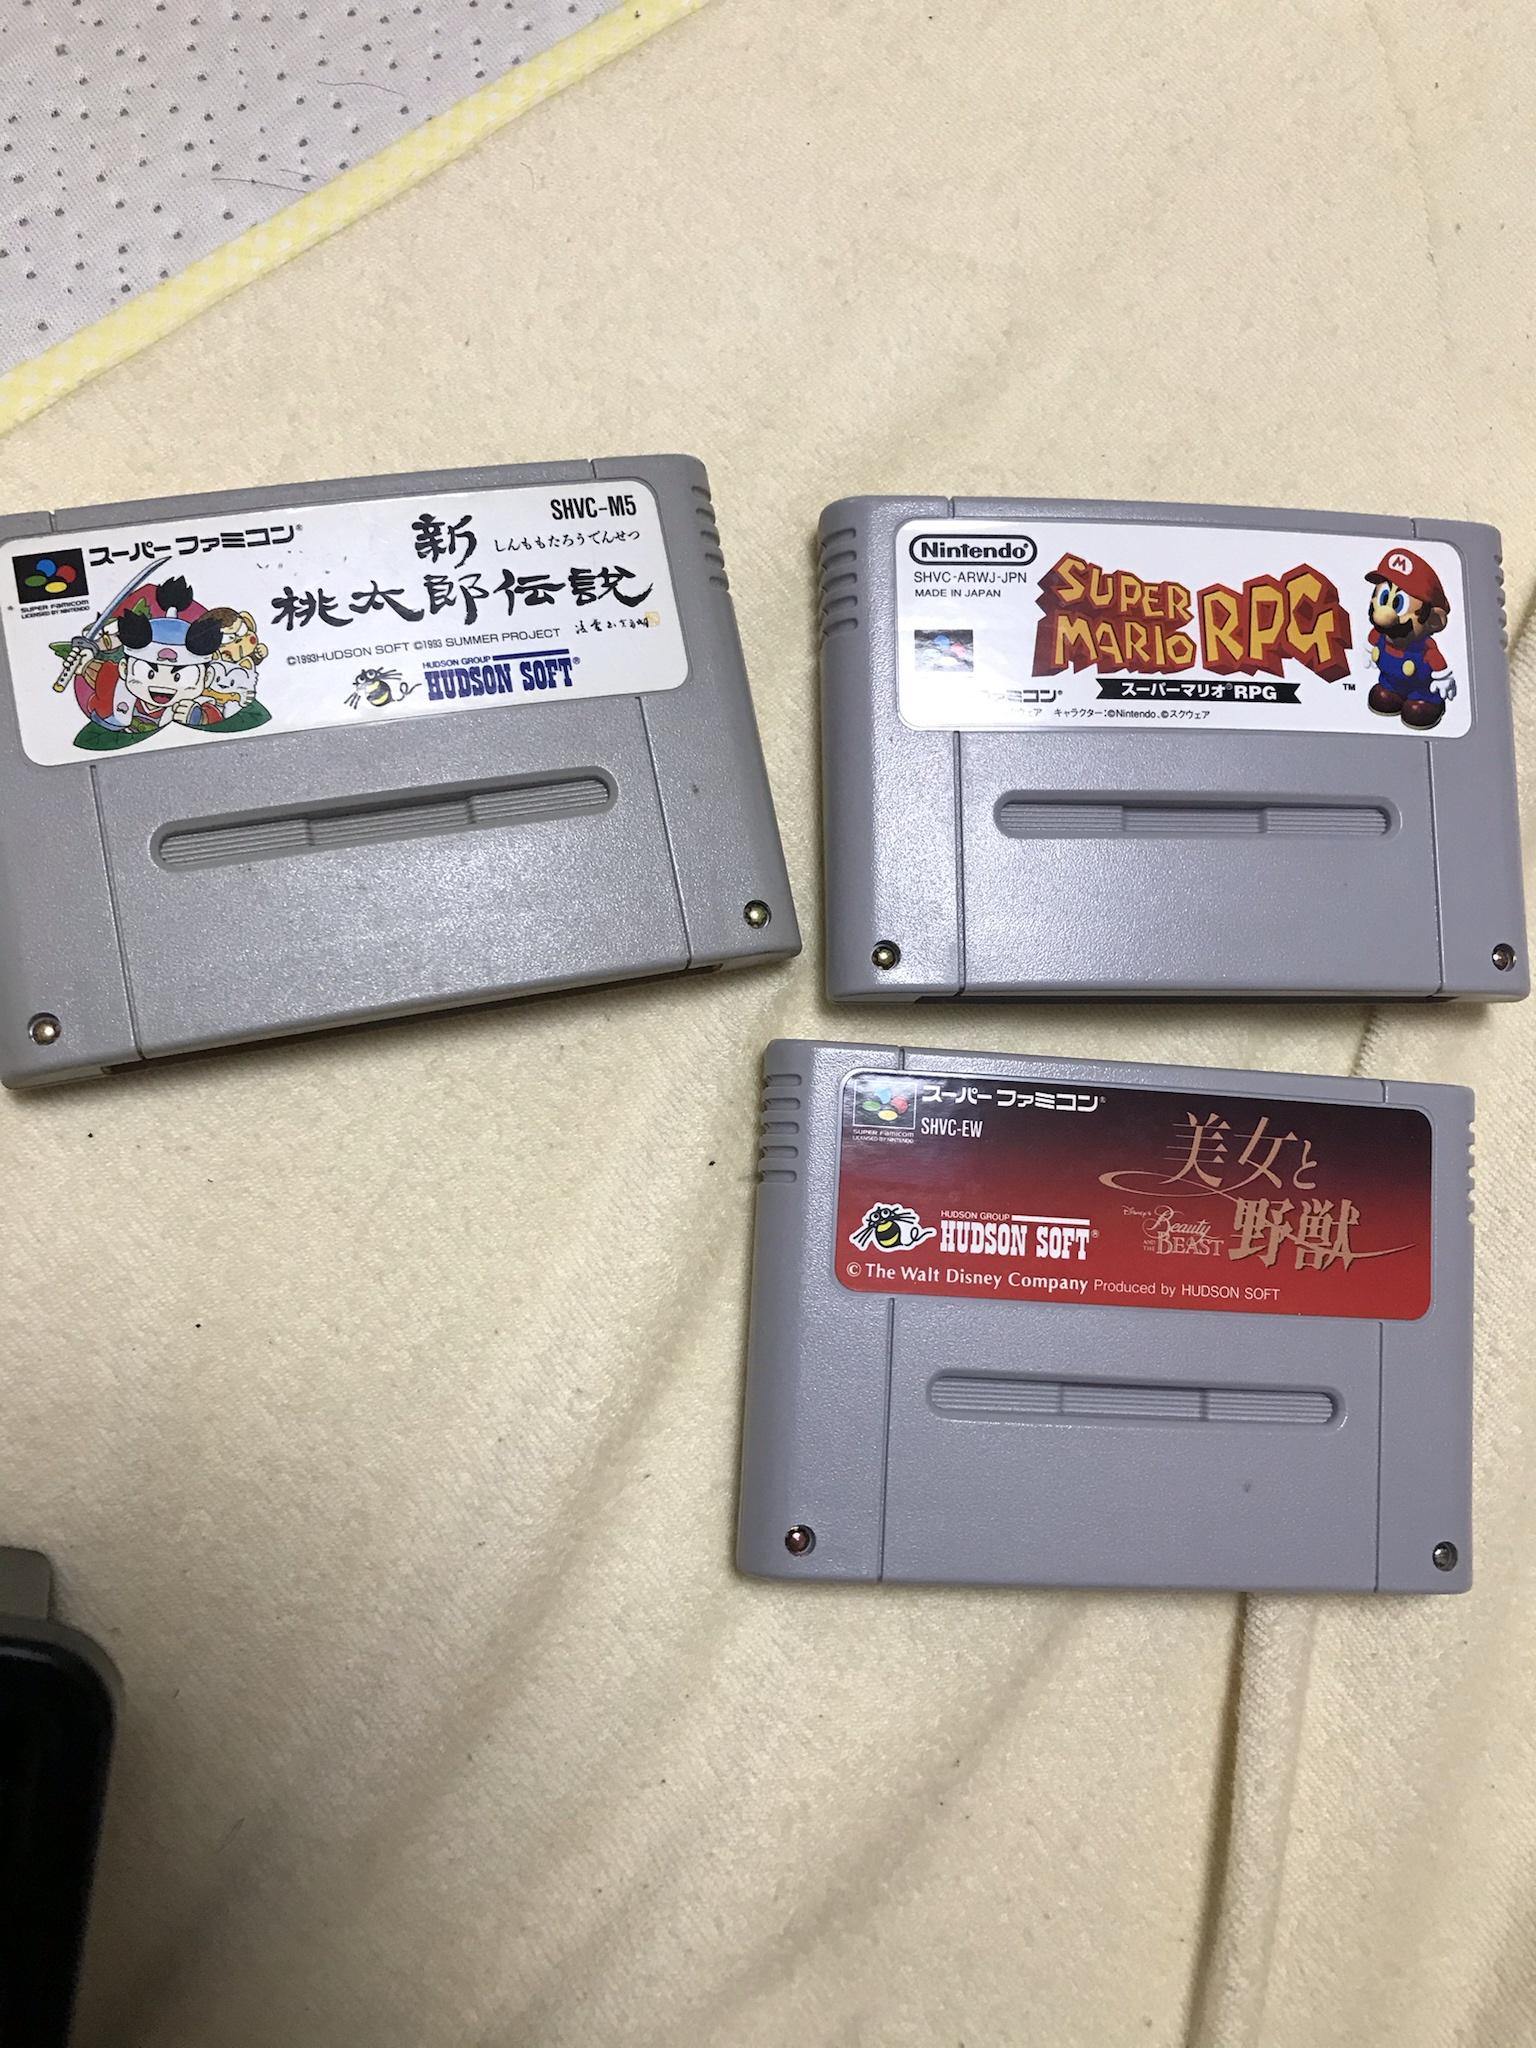 スーパーファミコン®
SUPER FAMICOM
LICENSED BY NINTENDO
SHVC-M5
新
しんももたろうでんせつ
桃太郎伝説
©1993HUDSON SOFT ©1993 SUMMER PROJECT
HUDSON GROUP
HUDSON SOFT®
Nintendo®
SHVC-ARWJ-JPN
MADE IN JAPAN
SUPER
MARIO RPG
スーパーマリオ®RPG
TM
ファミコン®
キャラクター:©Nintendo,©スクウェア
M
スーパーファミコン®
SUPER FAMICOM
LICENSED BY NINTENDO
SHVC-EW
美女と
野獣
Disney's
Beauty
AND THE BEAST
HUDSON GROUP
HUDSON SOFT®
© The Walt Disney Company Produced by HUDSON SOFT